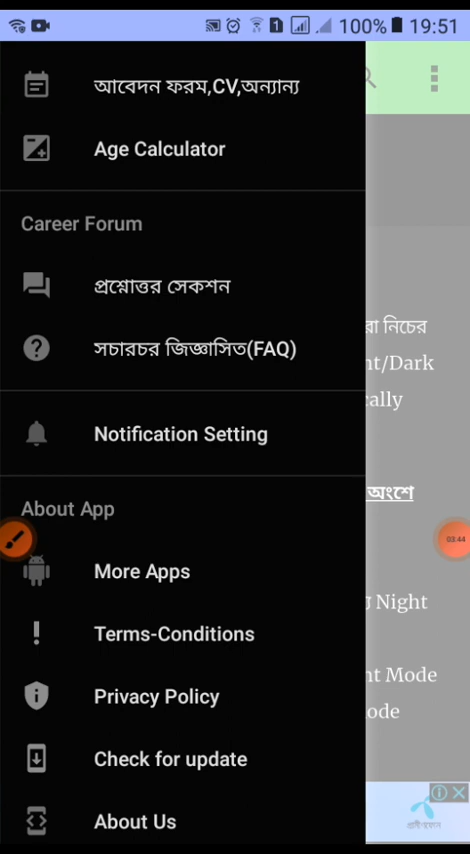 100% 19:51
আবেদন ফরম,CV,অন্যান্য
Age Calculator
Career Forum
প্রশ্নোত্তর সেকশন
সচারচর জিজ্ঞাসিত(FAQ)
Notification Setting
About App
More Apps
Terms-Conditions
Privacy Policy
Check for update
About Us
রা নিচের
nt/Dark
cally
অংশে
03:44
Night
nt Mode
ode
গ্রামীণফোন